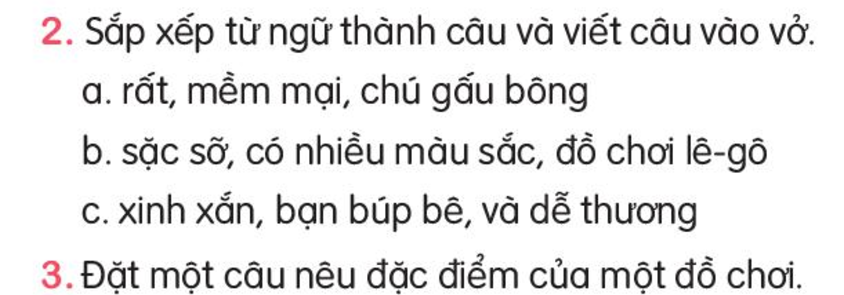 2. Sắp xếp từ ngữ thành câu và viết câu vào vở.
a. rất, mềm mại, chú gấu bông
b. sặc sỡ, có nhiều màu sắc, đồ chơi lê-gô
c. xinh xắn, bạn búp bê, và dễ thương
3. Đặt một câu nêu đặc điểm của một đồ chơi.